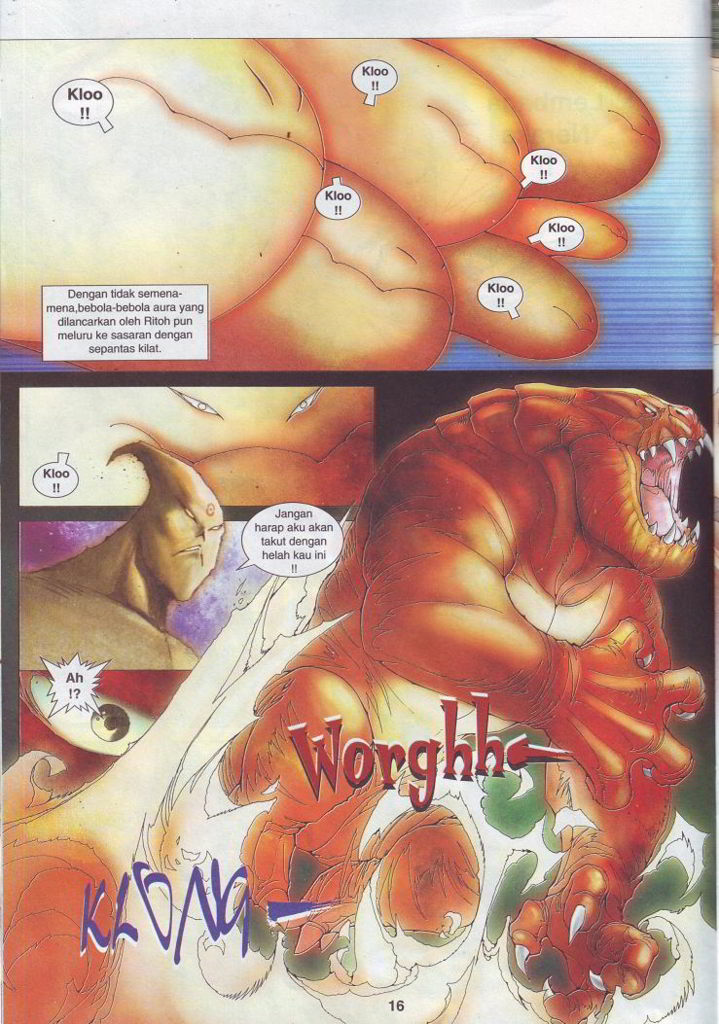 Kloo
!!
Kloo
!!
Kloo
!!
Kloo
!!
Kloo
!!
Kloo
!!
Dengan tidak semena-
mena,bebola-bebola aura yang
dilancarkan oleh Ritoh pun
meluru ke sasaran dengan
sepantas kilat.
Kloo
!!
Jangan
harap aku akan
takut dengan
helah kau ini
!!
Ah
!?
Worghh
KLONG
16